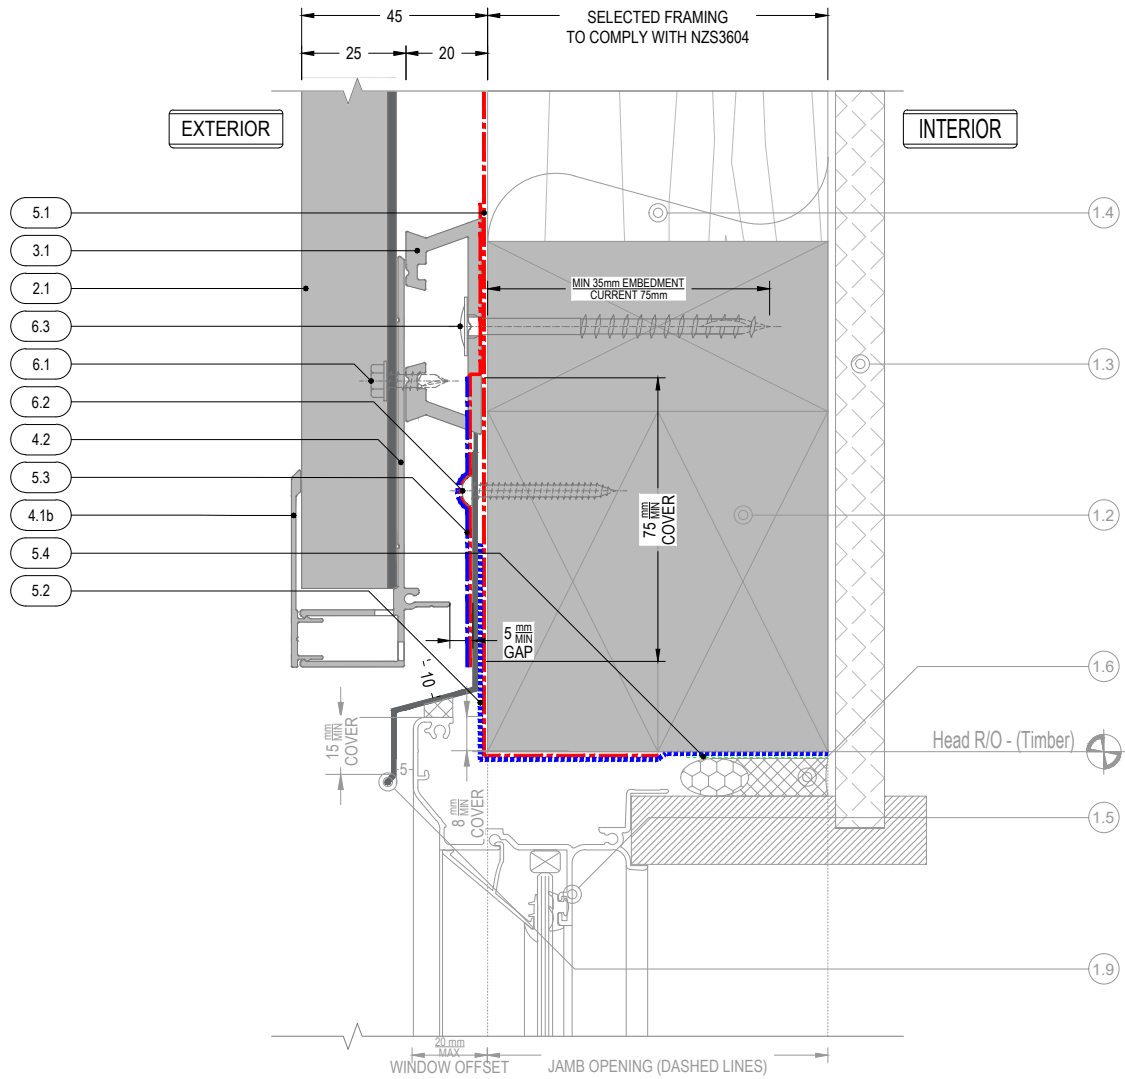 45
SELECTED FRAMING
TO COMPLY WITH NZS3604
25
20
EXTERIOR
INTERIOR
5.1
3.1
2.1
6.3
6.1
6.2
4.2
5.3
4.1b
5.4
5.2
1.4
1.3
1.2
1.6
1.5
1.9
MIN 35mm EMBEDMENT
CURRENT 75mm
75 mm MIN
COVER
5 mm MIN
GAP
10
15 mm MIN
COVER
5
8 mm MIN
COVER
Head R/O - (Timber)
20 mm
MAX
WINDOW OFFSET
JAMB OPENING (DASHED LINES)